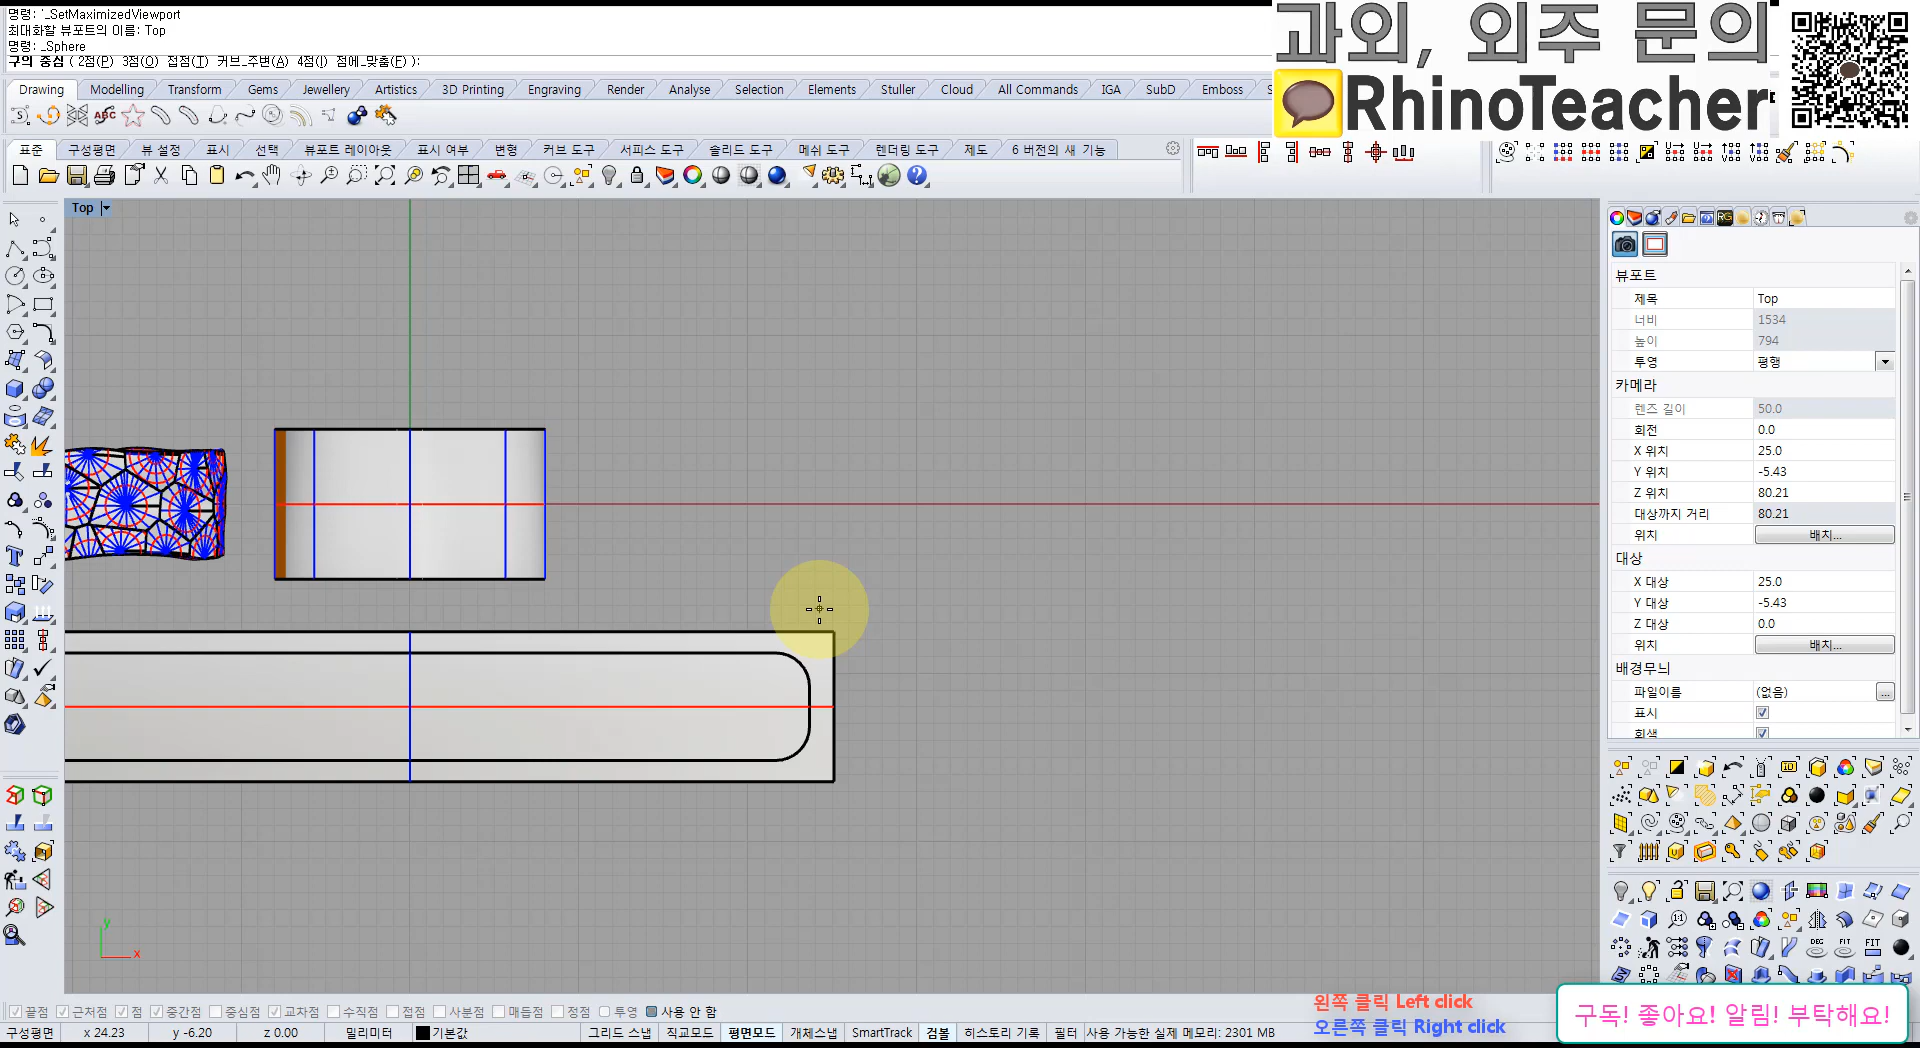 명령: '_SetMaximizedViewport
최대화할 뷰포트의 이름: Top
명령: _Sphere
구의 중심 ( 2점(P) 3점(O) 접점(T) 커브_주변(A) 4점(I) 점에_맞춤(F) ):
과외, 외주 문의
RhinoTeacher
Drawing Modelling Transform Gems Jewellery Artistics 3D Printing Engraving Render Analyse Selection Elements Stuller Cloud All Commands IGA SubD Emboss
ABC
표준 구성평면 뷰 설정 표시 선택 뷰포트 레이아웃 표시 여부 변형 커브 도구 서피스 도구 솔리드 도구 메쉬 도구 렌더링 도구 제도 6 버전의 새 기능
Top
뷰포트
제목 Top
너비 1534
높이 794
투영 평행
카메라
렌즈 길이 50.0
회전 0.0
X 위치 25.0
Y 위치 -5.43
Z 위치 80.21
대상까지 거리 80.21
위치 배치...
대상
X 대상 25.0
Y 대상 -5.43
Z 대상 0.0
위치 배치...
배경무늬
파일이름 (없음) ...
표시
회색
y
x
DEG FIT FIT
끝점 근처점 점 중간점 중심점 교차점 수직점 접점 사분점 매듭점 정점 투영 사용 안 함
왼쪽 클릭 Left click
오른쪽 클릭 Right click
구독! 좋아요! 알림! 부탁해요!
구성평면 x 24.23 y -6.20 z 0.00 밀리미터 기본값 그리드 스냅 직교모드 평면모드 개체스냅 SmartTrack 검볼 히스토리 기록 필터 사용 가능한 실제 메모리: 2301 MB